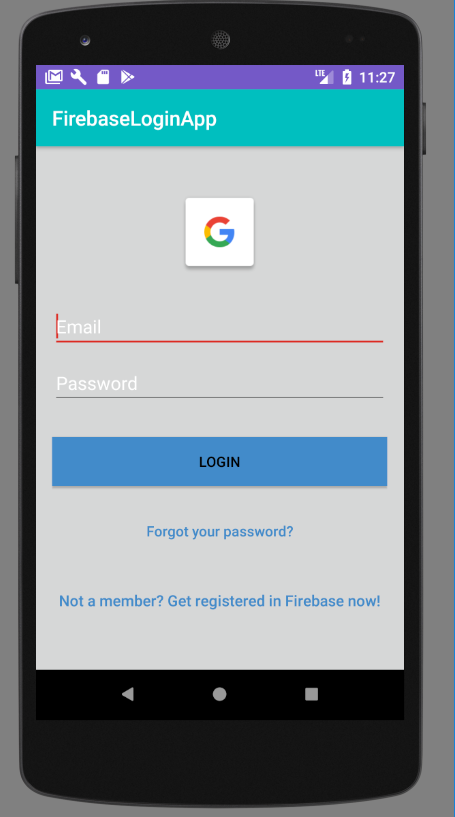 LTE 11:27
FirebaseLoginApp
G
Email
Password
LOGIN
Forgot your password?
Not a member? Get registered in Firebase now!